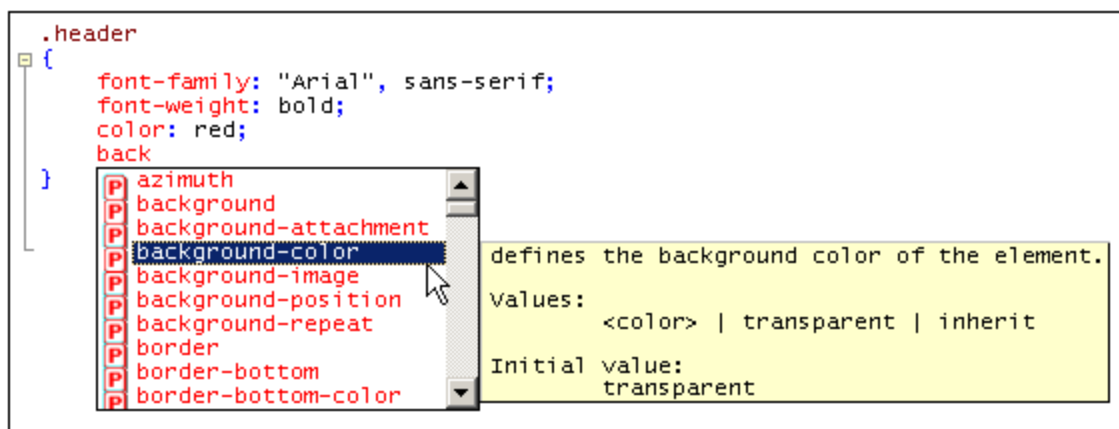 .header
{
font-family: "Arial", sans-serif;
font-weight: bold;
color: red;
back
}
P azimuth
P background
P background-attachment
P background-color
P background-image
P background-position
P background-repeat
P border
P border-bottom
P border-bottom-color
defines the background color of the element.
Values:
<color> | transparent | inherit
Initial value:
transparent